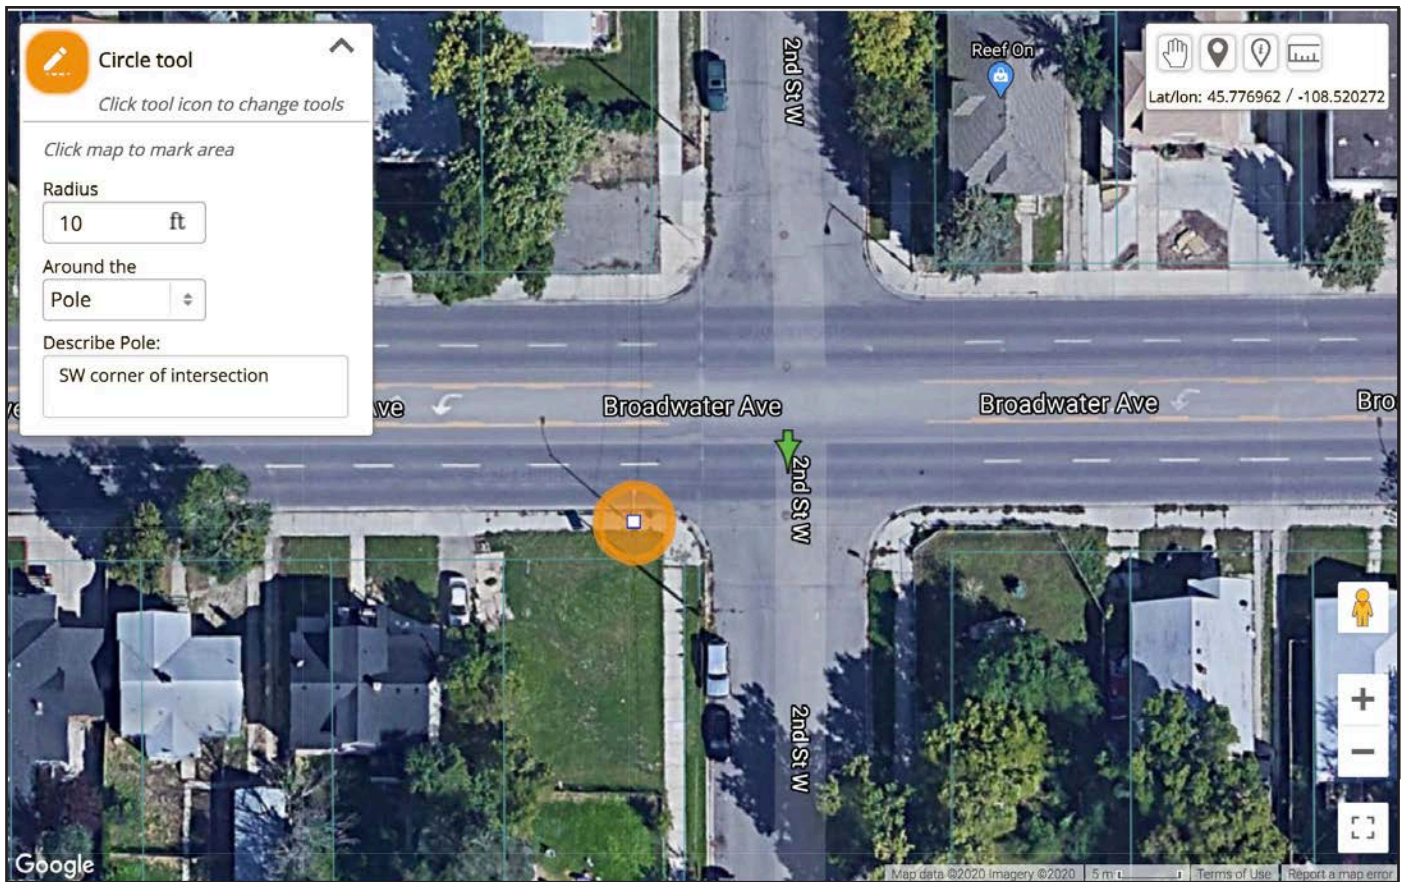 Circle tool
Click tool icon to change tools
Click map to mark area
Radius
10 ft
Around the
Pole
Describe Pole:
SW corner of intersection
2nd St W
Reef On
Lat/lon: 45.776962 / -108.520272
ve
Broadwater Ave
Broadwater Ave
Bro
2nd St W
2nd St W
Google
Map data ©2020 Imagery ©2020
5 m
Terms of Use
Report a map error